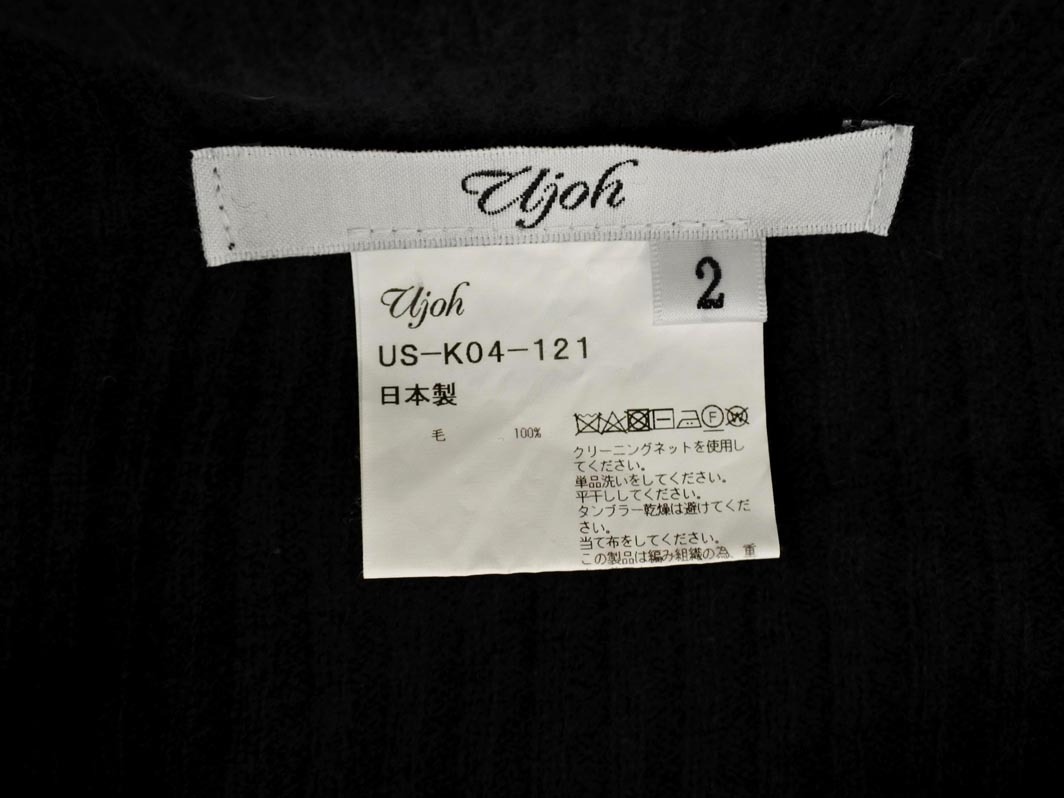 Ujoh
2
Ujoh
US-K04-121
日本製
毛 100%
クリーニングネットを使用し
てください。
単品洗いをしてください。
平干ししてください。
タンブラー乾燥は避けてくだ
さい。
当て布をしてください。
この製品は編み組織の為、重